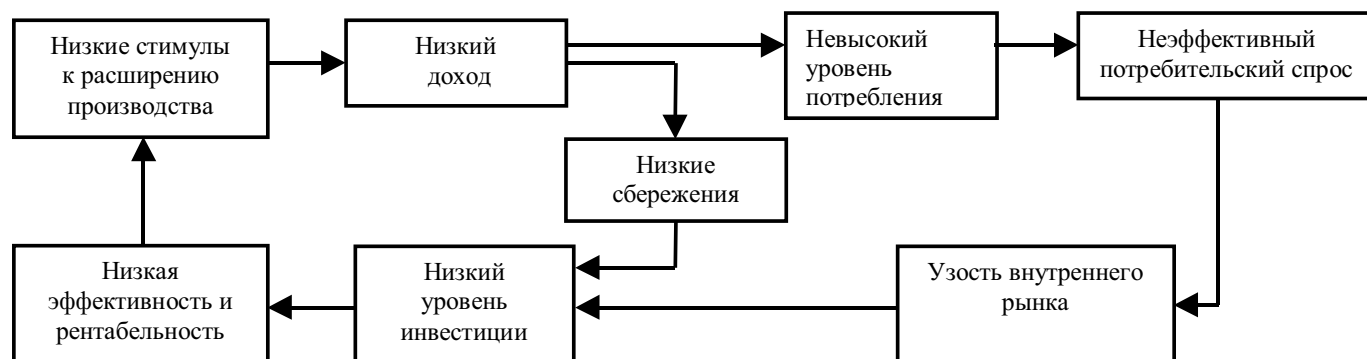 Низкие стимулы
к расширению
производства
Низкий
доход
Невысокий
уровень
потребления
Неэффективный
потребительский спрос
Низкие
сбережения
Низкая
эффективность и
рентабельность
Низкий
уровень
инвестиции
Узость внутреннего
рынка